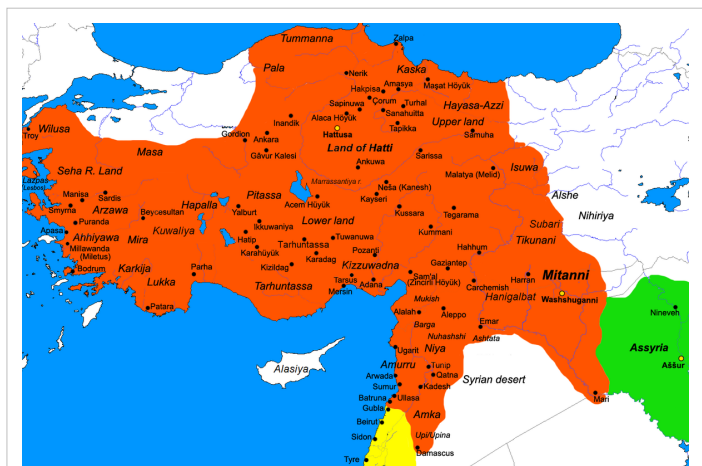 Zalpa
Tummanna
Pala
Kaska
Nerik
Maşat Höyük
Amasya
Hakpisa
Çorum
Turhal
Hayasa-Azzi
Sapinuwa
Sanahuitta
Alaca Höyük
Inandik
Upper land
Wilusa
Tapikka
Troy
Gordion
Ankara
Hattusa
Samuha
Land of Hatti
Masa
Gâvur Kalesi
Sarissa
Ankuwa
Isuwa
Seha R. Land
Malatya (Melid)
Lazpas
(Lesbos)
Marrassantiya r.
Neša (Kanesh)
Alshe
Manisa
Sardis
Pitassa
Acem Hüyük
Kayseri
Hapalla
Smyrna
Arzawa
Yalburt
Kussara
Tegarama
Nihiriya
Beycesultan
Lower land
Puranda
Ikkuwaniya
Subari
Apasa
Kuwaliya
Kummani
Ahhiyawa
Mira
Hatip
Tuwanuwa
Tarhuntassa
Tikunani
Millawanda
(Miletus)
Karahüyük
Karadag
Pozanti
Hahhum
Karkija
Kizildag
Kizzuwadna
Gaziantep
Mitanni
Bodrum
Lukka
Parha
Tarsus
Sam'al
(Zincirli Höyük)
Harran
Tarhuntassa
Mersin
Adana
Carchemish
Hanigalbat
Washshuganni
Mukish
Patara
Alalah
Aleppo
Nineveh
Barga
Emar
Nuhashshi
Ashtata
Ugarit
Niya
Assyria
Amurru
Tunip
Alasiya
Arwada
Qatna
Syrian desert
Aššur
Sumur
Kadesh
Batruna
Ullasa
Mari
Gubla
Amka
Beirut
Upi/Upina
Sidon
Damascus
Tyre